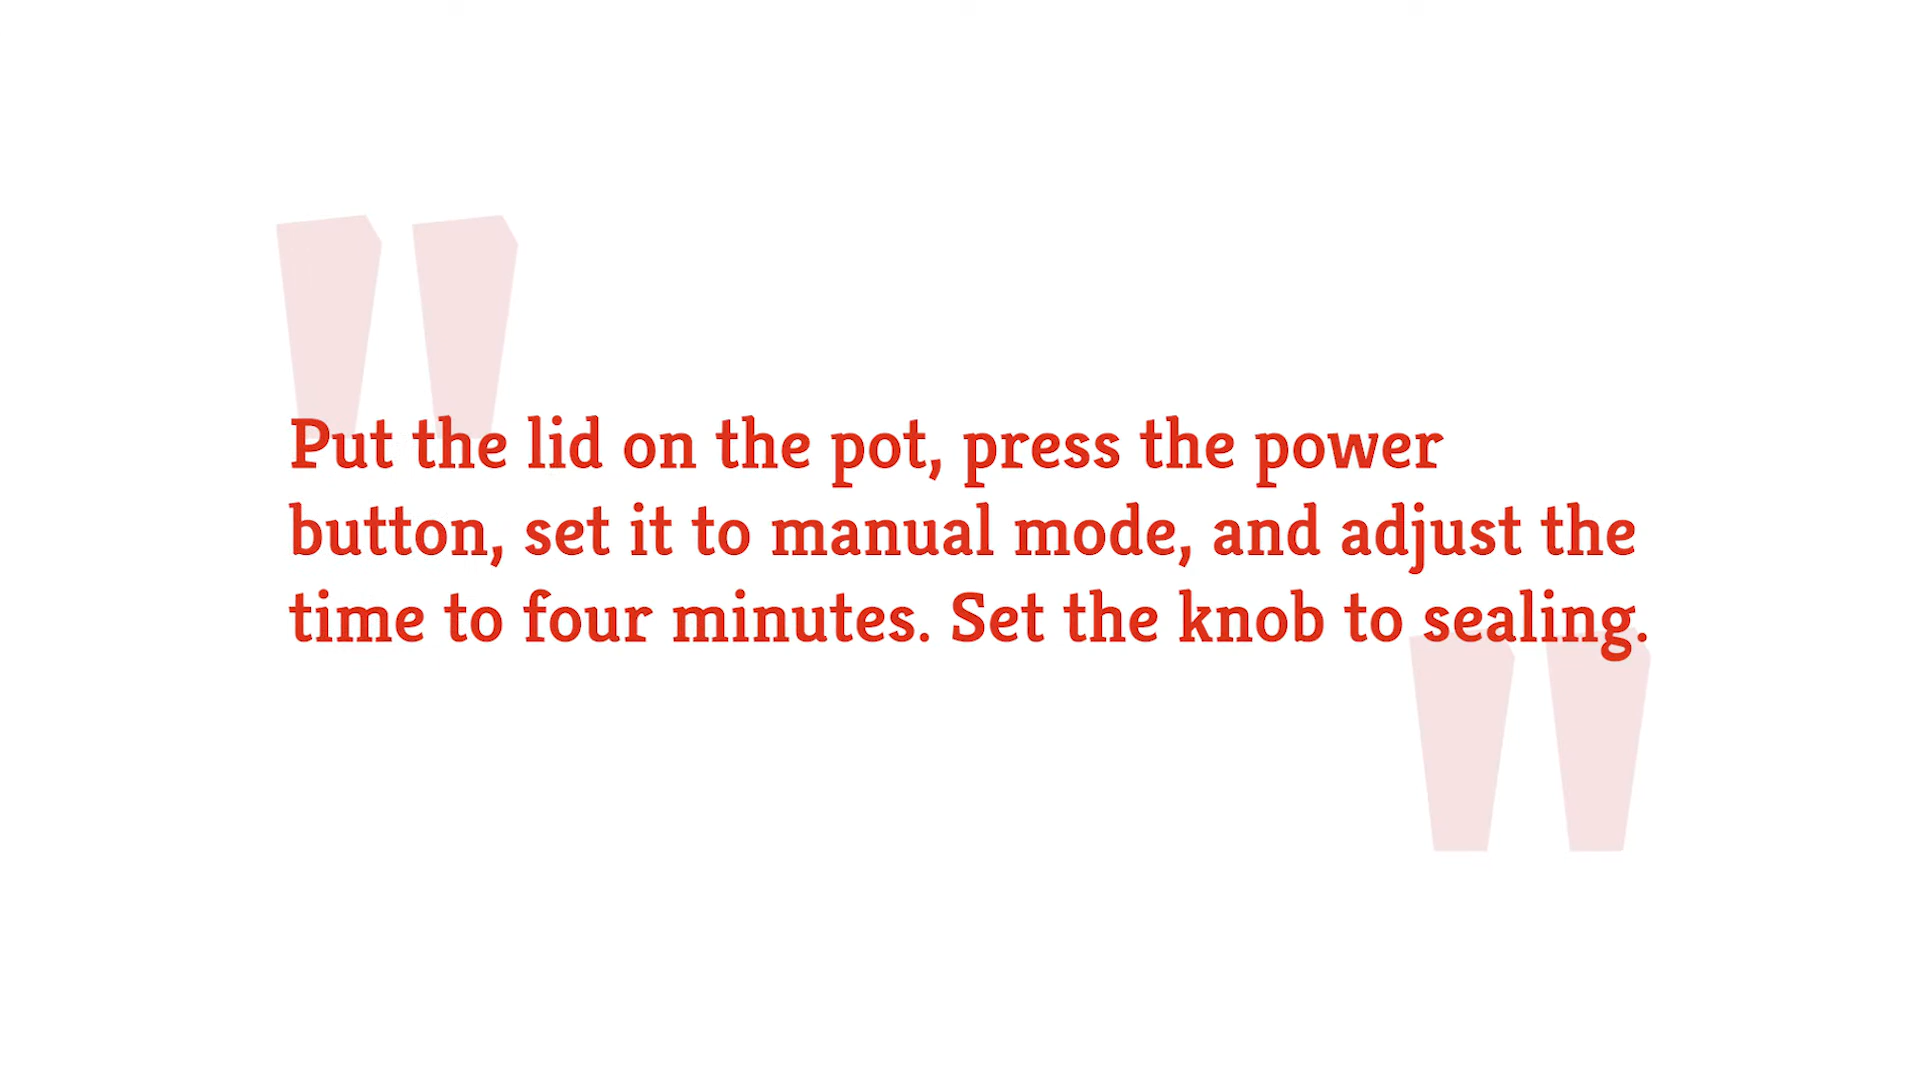 Put the lid on the pot, press the power
button, set it to manual mode, and adjust the
time to four minutes. Set the knob to sealing.